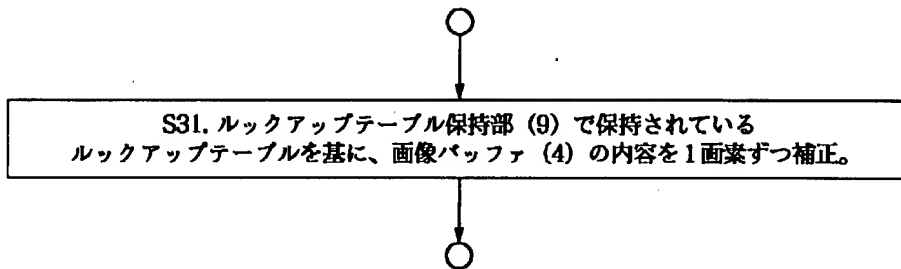 S31. ルックアップテーブル保持部（9）で保持されている
ルックアップテーブルを基に、画像バッファ（4）の内容を1画素ずつ補正。